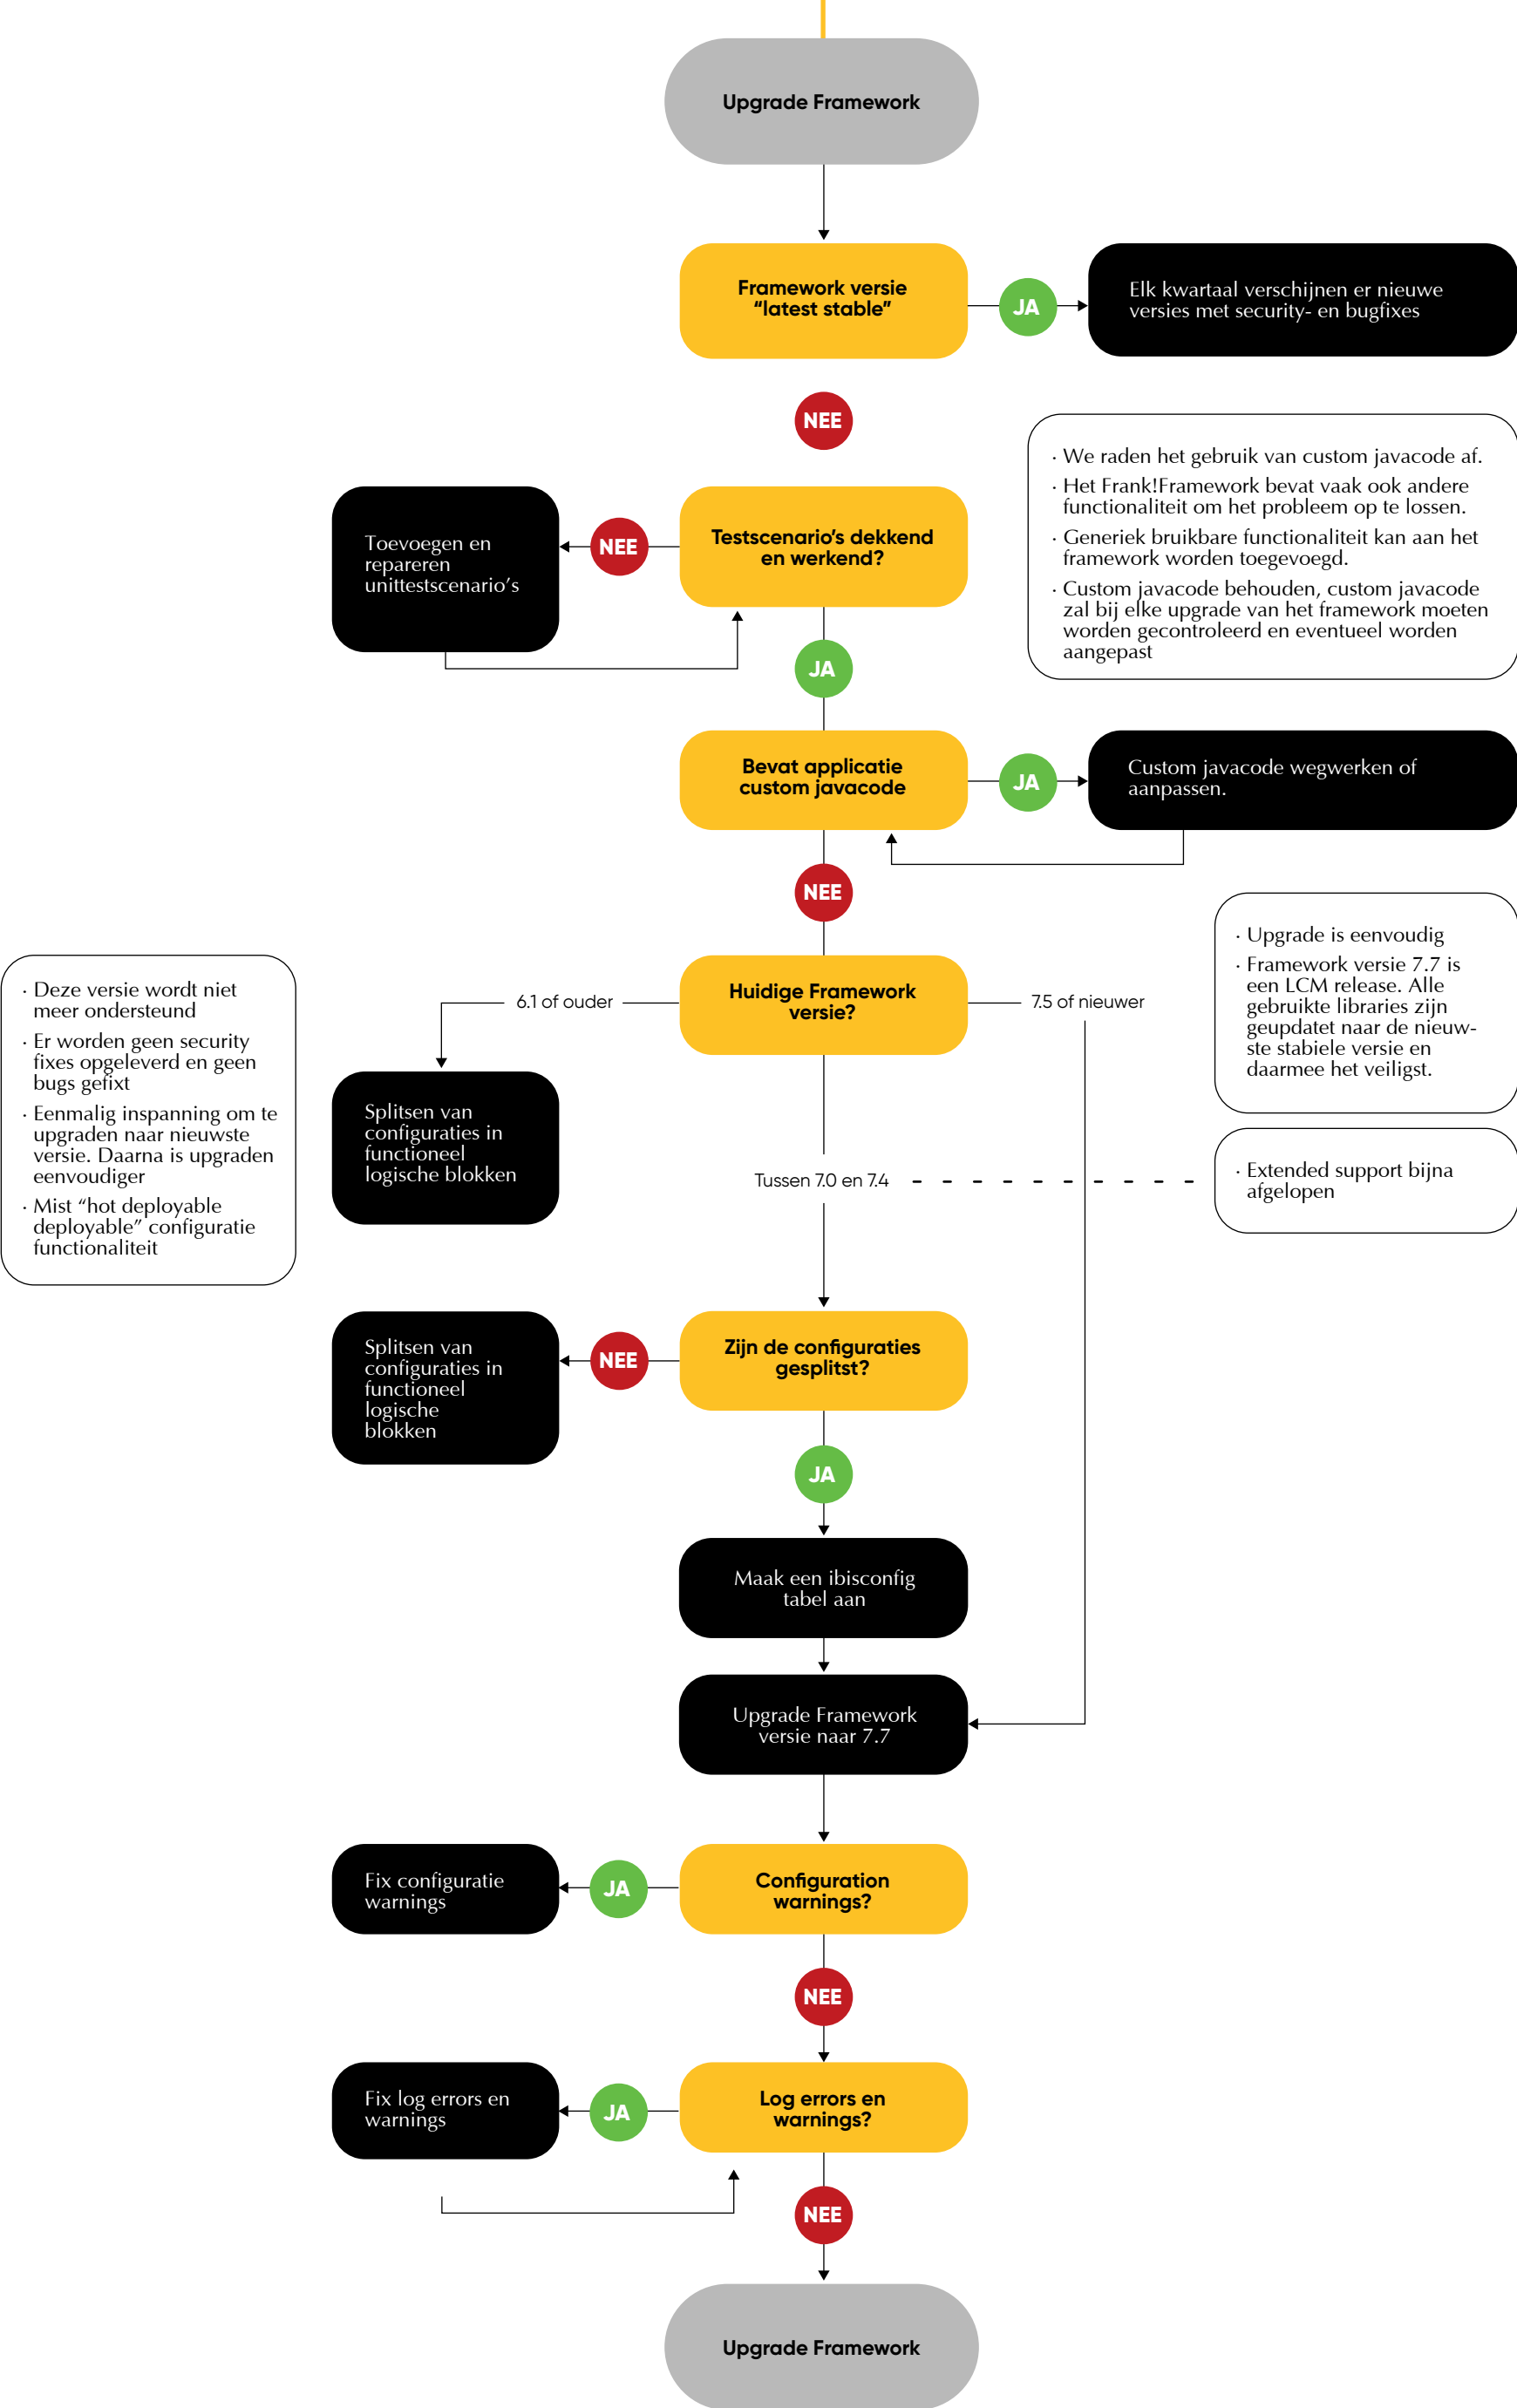 Upgrade Framework
Framework versie
“latest stable”
JA
Elk kwartaal verschijnen er nieuwe
versies met security- en bugfixes
NEE
· We raden het gebruik van custom javacode af.
· Het Frank!Framework bevat vaak ook andere
functionaliteit om het probleem op te lossen.
· Generiek bruikbare functionaliteit kan aan het
framework worden toegevoegd.
· Custom javacode behouden, custom javacode
zal bij elke upgrade van het framework moeten
worden gecontroleerd en eventueel worden
aangepast
Testscenario’s dekkend
en werkend?
NEE
Toevoegen en
repareren
unittestscenario’s
JA
Bevat applicatie
custom javacode
JA
Custom javacode wegwerken of
aanpassen.
NEE
· Upgrade is eenvoudig
· Framework versie 7.7 is
een LCM release. Alle
gebruikte libraries zijn
geupdatet naar de nieuw-
ste stabiele versie en
daarmee het veiligst.
Huidige Framework
versie?
6.1 of ouder
7.5 of nieuwer
· Deze versie wordt niet
meer ondersteund
· Er worden geen security
fixes opgeleverd en geen
bugs gefixt
· Eenmalig inspanning om te
upgraden naar nieuwste
versie. Daarna is upgraden
eenvoudiger
· Mist “hot deployable
deployable” configuratie
functionaliteit
Splitsen van
configuraties in
functioneel
logische blokken
Tussen 7.0 en 7.4
· Extended support bijna
afgelopen
Zijn de configuraties
gesplitst?
NEE
Splitsen van
configuraties in
functioneel
logische
blokken
JA
Maak een ibisconfig
tabel aan
Upgrade Framework
versie naar 7.7
Configuration
warnings?
JA
Fix configuratie
warnings
NEE
Log errors en
warnings?
JA
Fix log errors en
warnings
NEE
Upgrade Framework